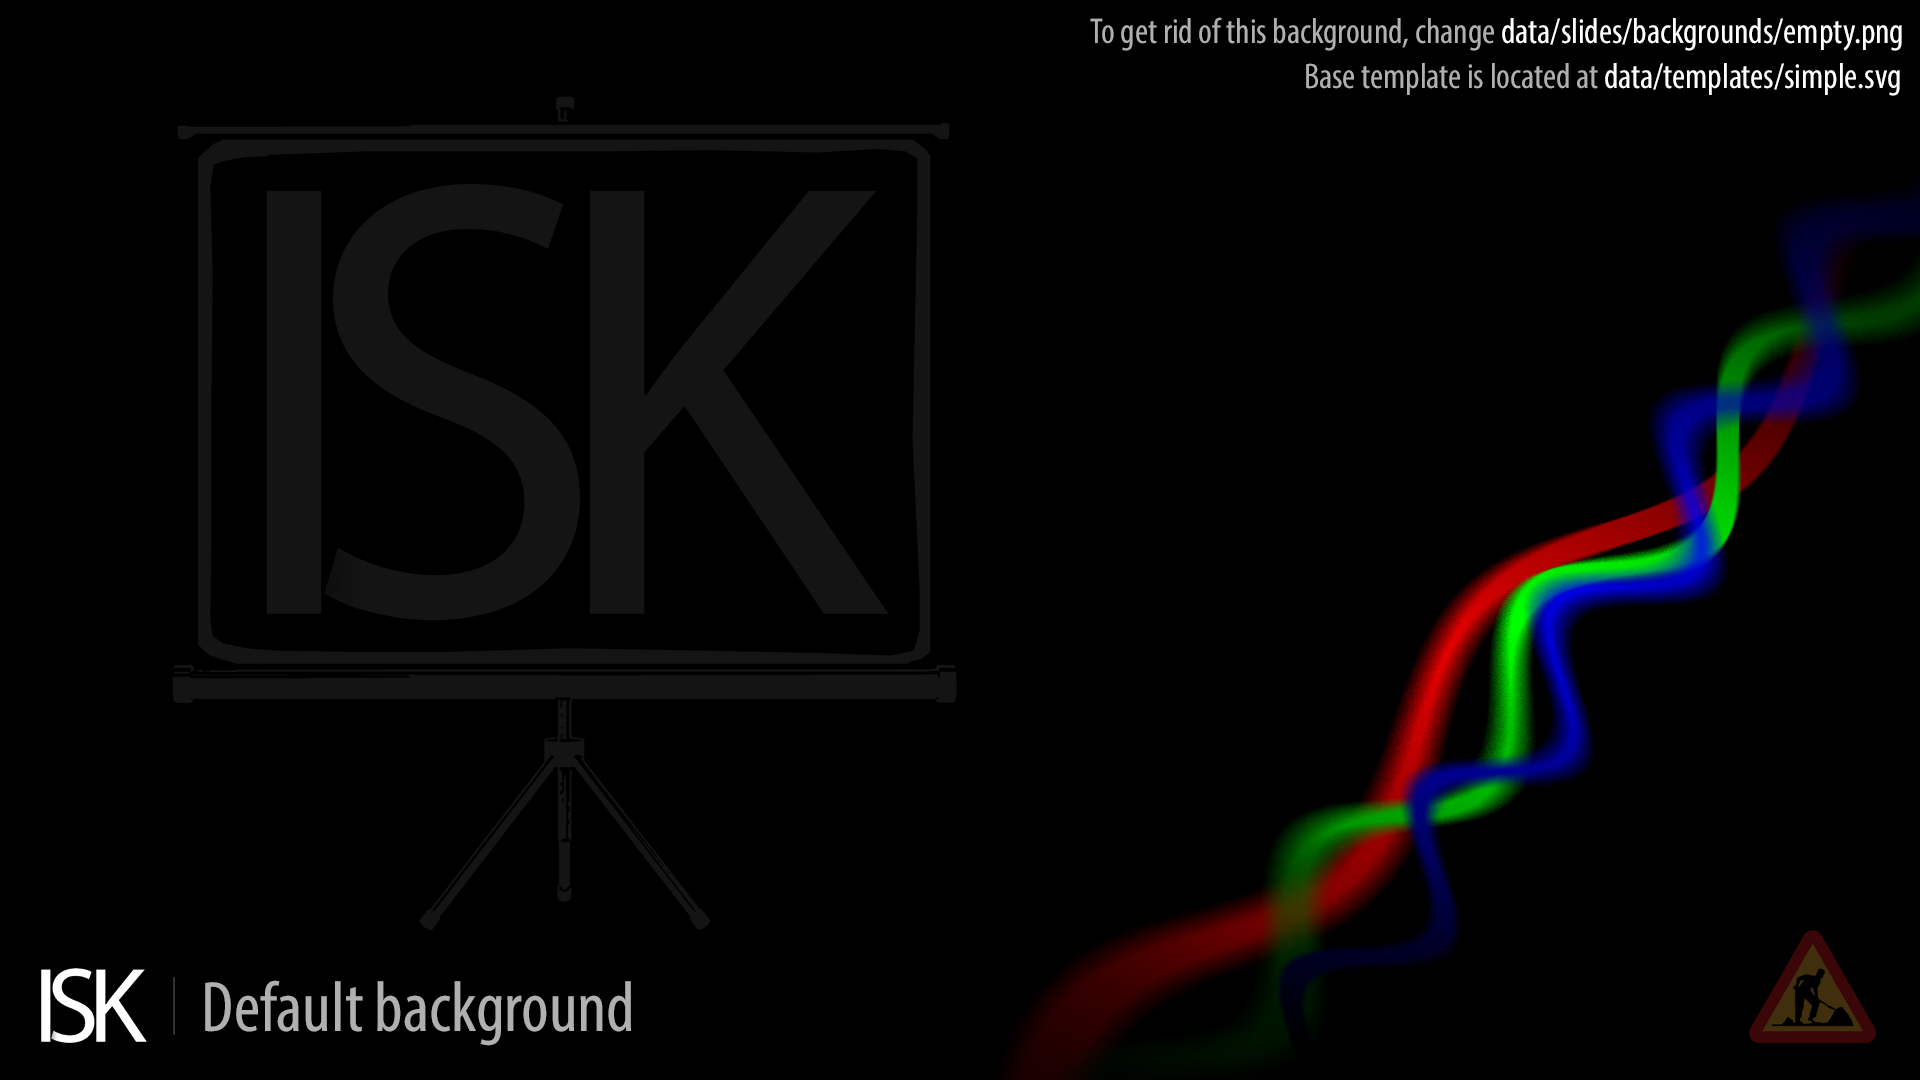 To get rid of this background, change data/slides/backgrounds/empty.png
Base template is located at data/templates/simple.svg
ISK
ISK
Default background